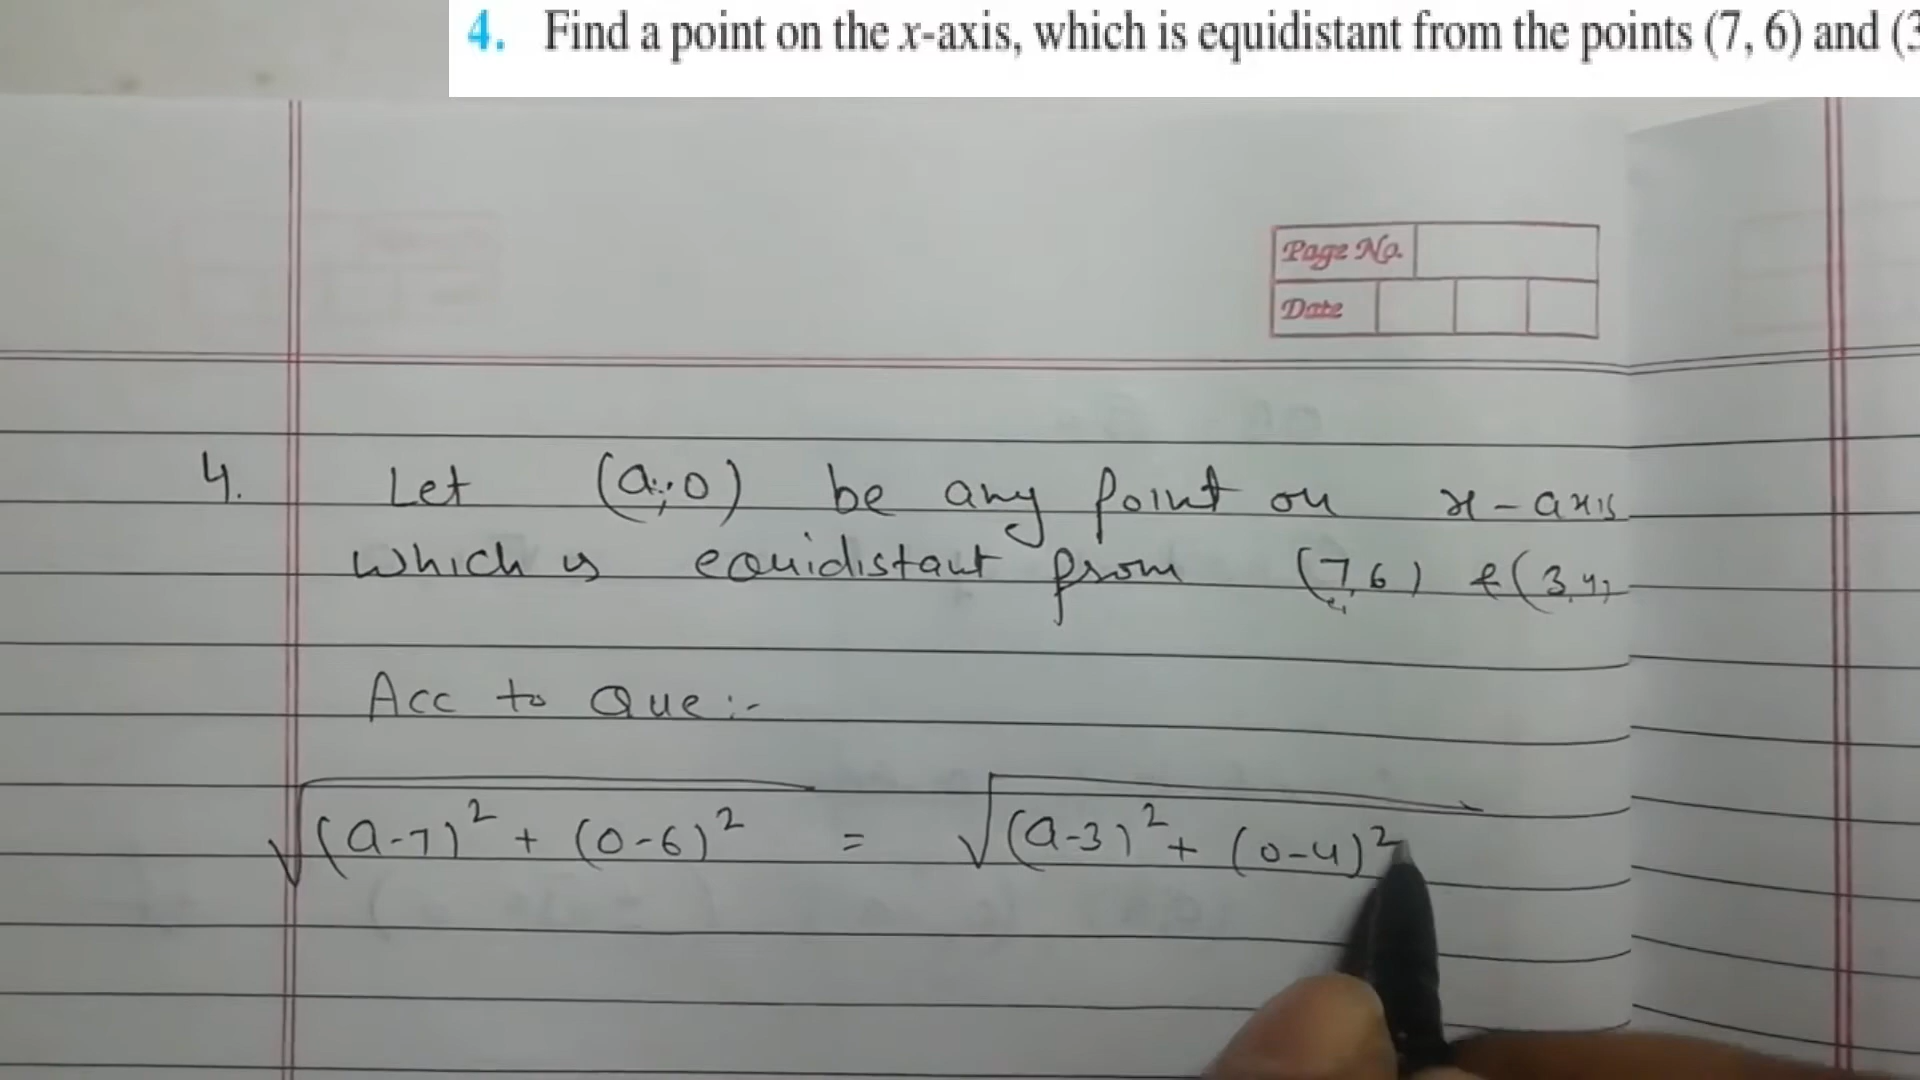 4. Find a point on the x-axis, which is equidistant from the points (7, 6) and (3
Page No.
Date
4. Let (a, 0) be any point on x-axis
which is equidistant from (7,6) & (3,4)
Acc to Que:-
√(a-7)² + (0-6)² = √(a-3)² + (0-4)²